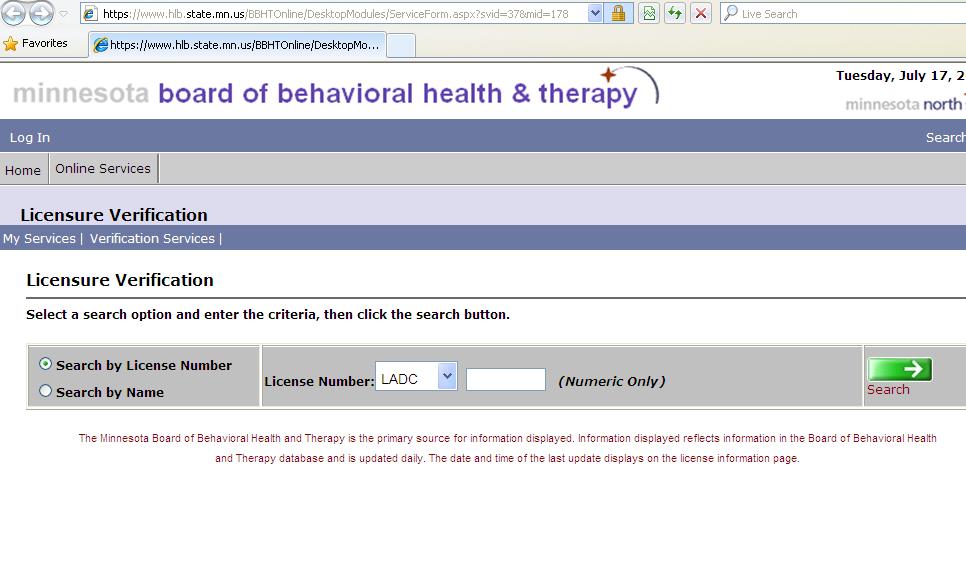 https://www.hlb.state.mn.us/BBHTOnline/DesktopModules/ServiceForm.aspx?svid=37&mid=178
Live Search
Favorites
https://www.hlb.state.mn.us/BBHTOnline/DesktopMo...
Tuesday, July 17, 2
minnesota board of behavioral health & therapy
minnesota north
Log In
Search
Home
Online Services
Licensure Verification
My Services | Verification Services |
Licensure Verification
Select a search option and enter the criteria, then click the search button.
Search by License Number
Search by Name
License Number: LADC (Numeric Only)
Search
The Minnesota Board of Behavioral Health and Therapy is the primary source for information displayed. Information displayed reflects information in the Board of Behavioral Health
and Therapy database and is updated daily. The date and time of the last update displays on the license information page.